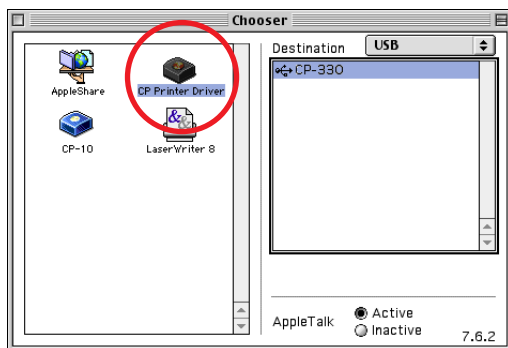 Chooser
AppleShare
CP Printer Driver
CP-10
LaserWriter 8
Destination
USB
CP-330
AppleTalk
Active
Inactive
7.6.2